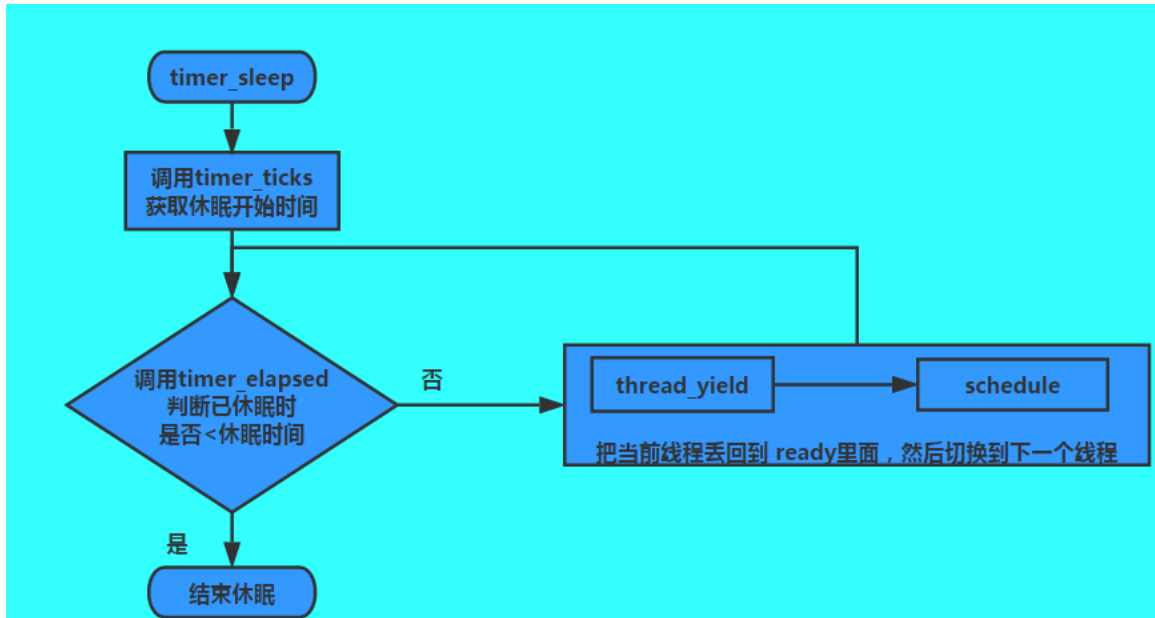 timer_sleep
调用timer_ticks
获取休眠开始时间
调用timer_elapsed
判断已休眠时
是否<休眠时间
否
thread_yield
schedule
把当前线程丢回到 ready里面，然后切换到下一个线程
是
结束休眠